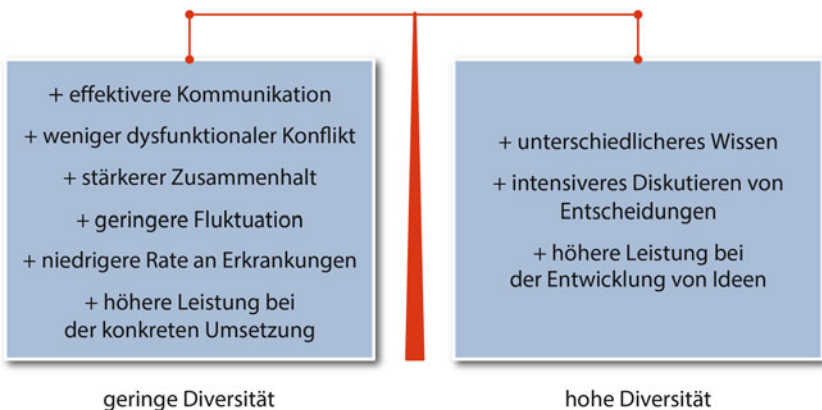 + effektivere Kommunikation
+ weniger dysfunktionaler Konflikt
+ stärkerer Zusammenhalt
+ geringere Fluktuation
+ niedrigere Rate an Erkrankungen
+ höhere Leistung bei
der konkreten Umsetzung
geringe Diversität
+ unterschiedlicheres Wissen
+ intensiveres Diskutieren von
Entscheidungen
+ höhere Leistung bei
der Entwicklung von Ideen
hohe Diversität